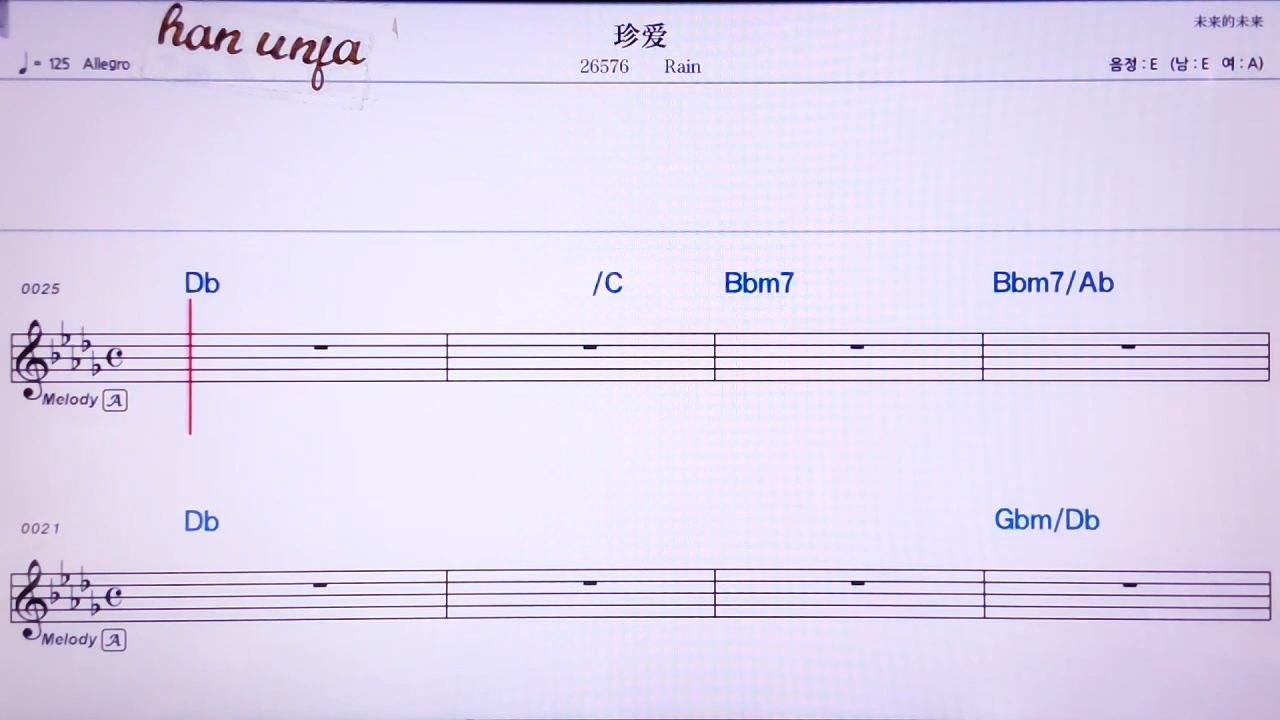 han unfa
珍爱
未来的未来
♩= 125 Allegro
26576 Rain
음정 : E (남 : E 여 : A)
0025 Db /C Bbm7 Bbm7/Ab
Melody A
0021 Db Gbm/Db
Melody A